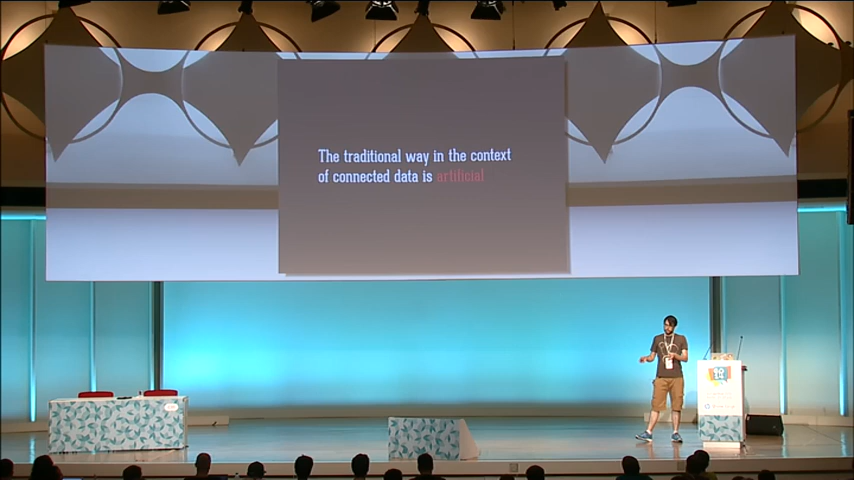 The traditional way in the context
of connected data is artificial